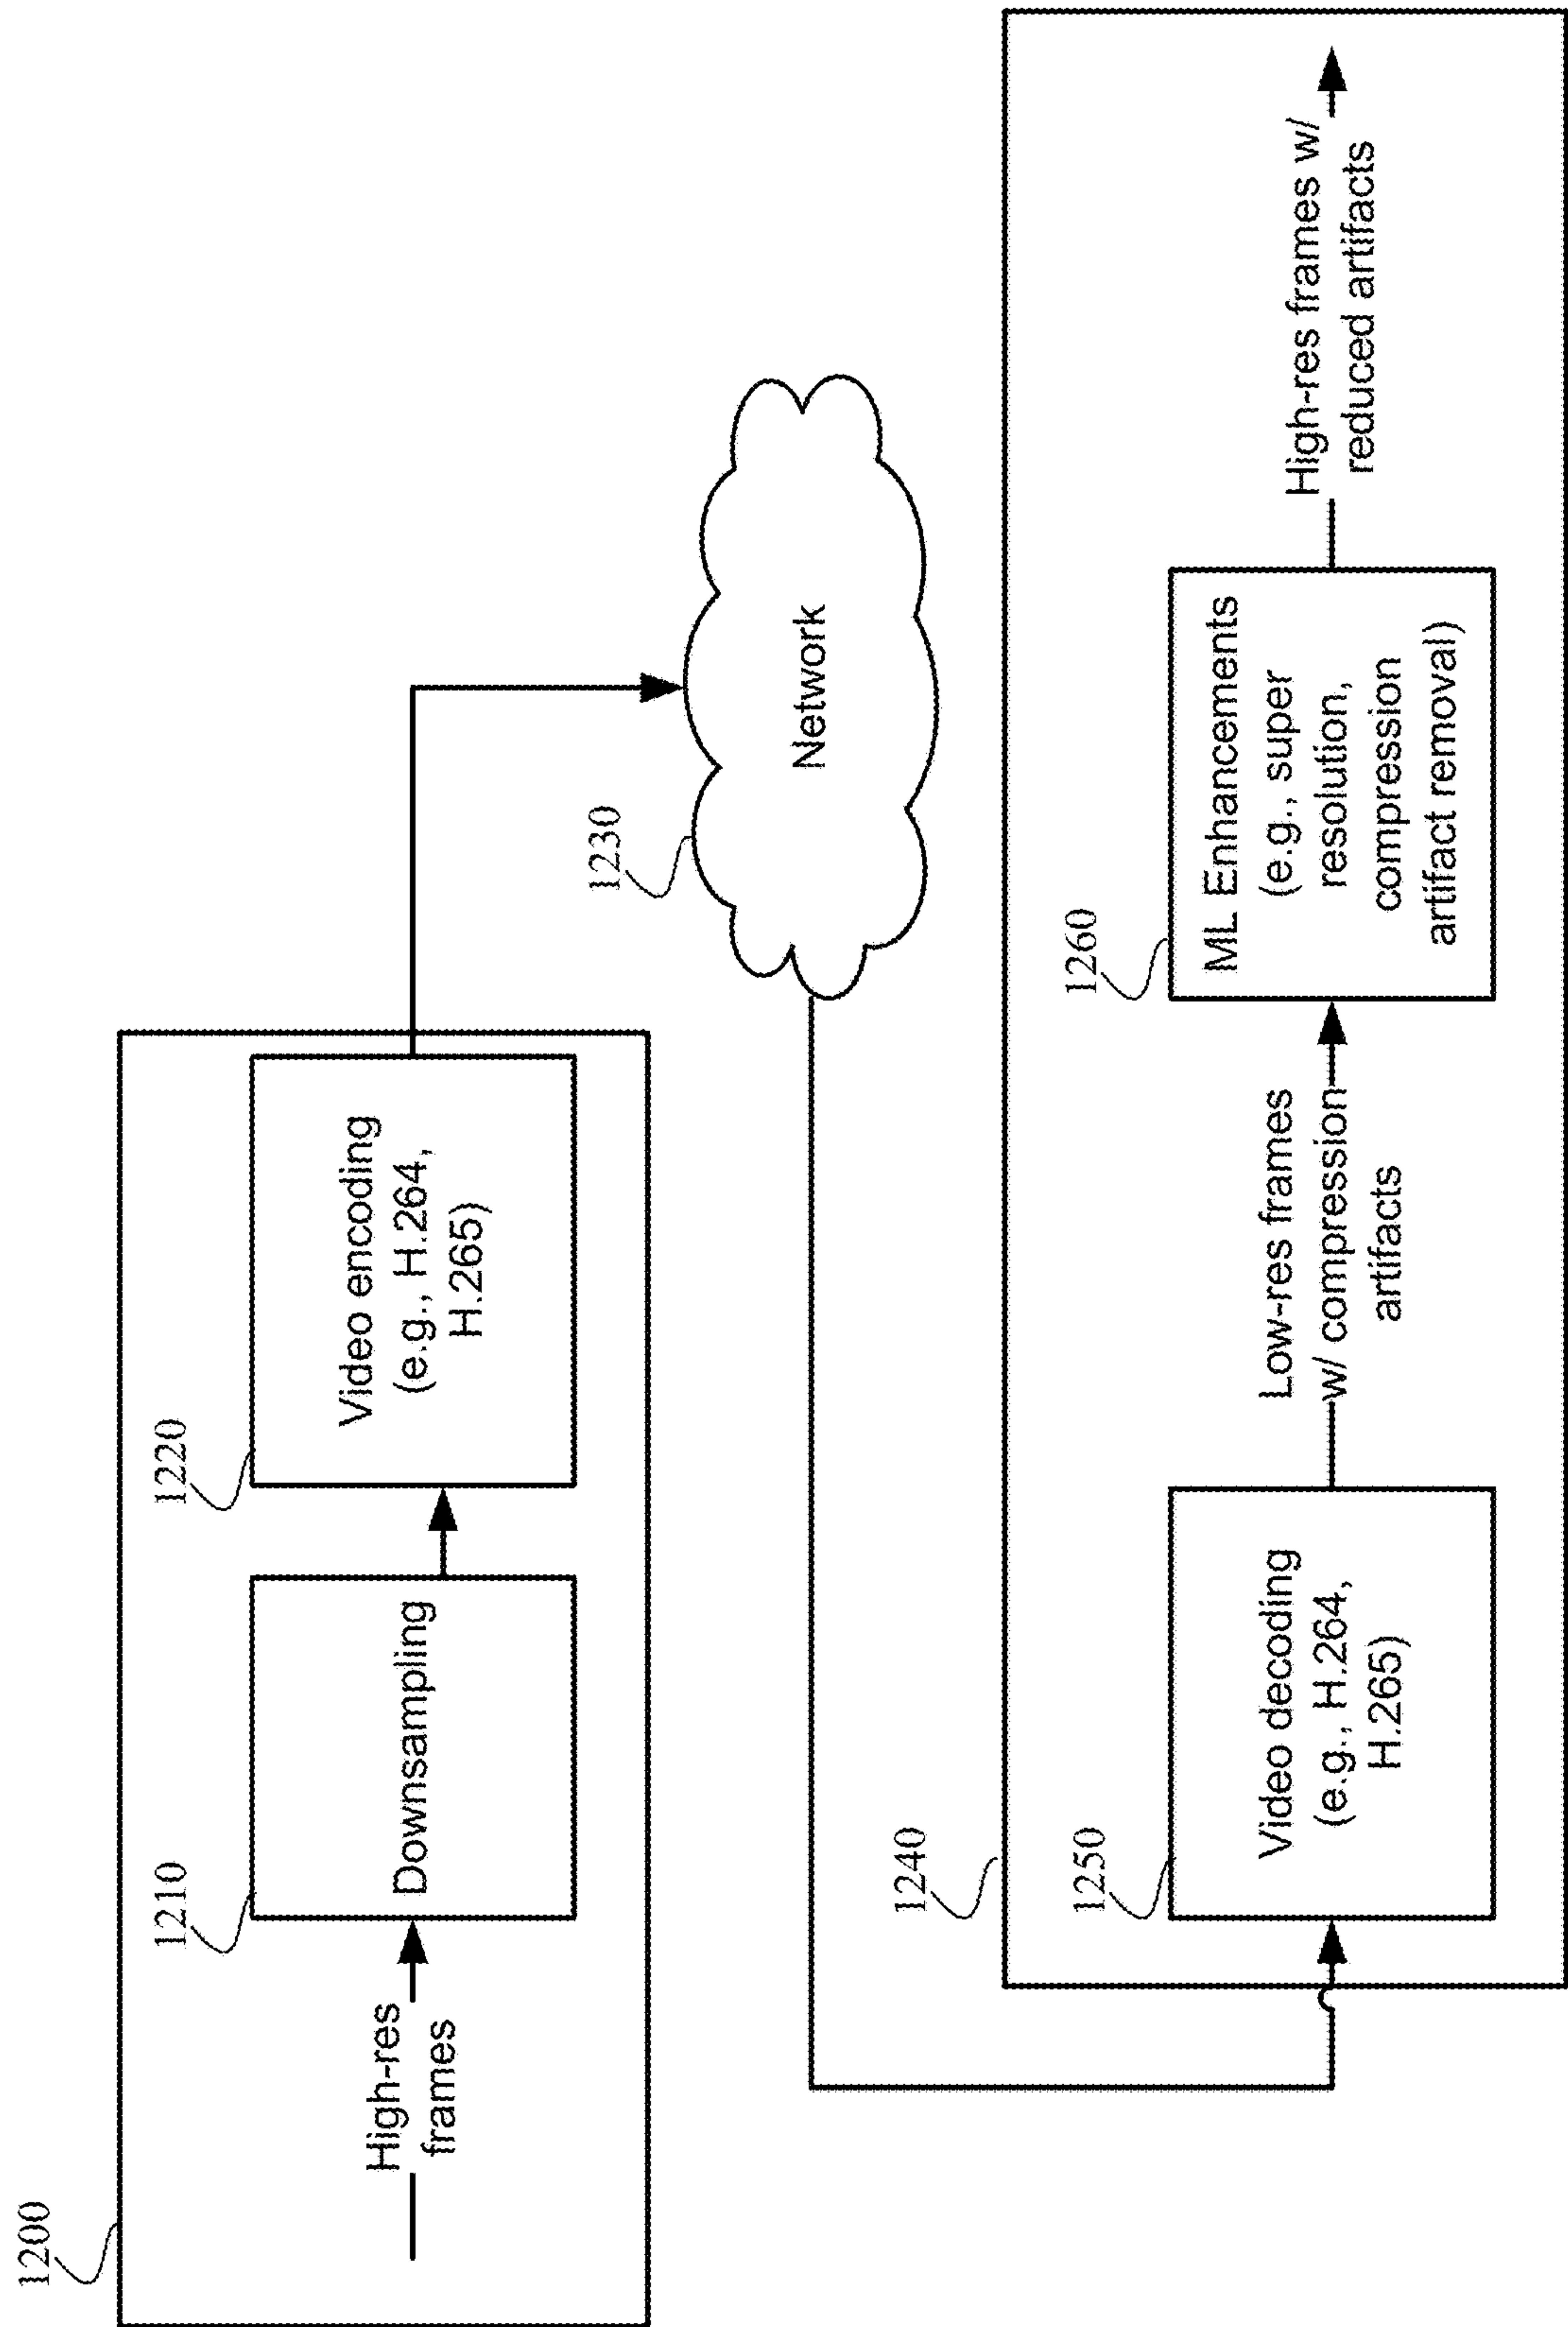 1200
High-res
frames
1210
Downsampling
1220
Video encoding
(e.g., H.264,
H.265)
1230
Network
1240
1250
Video decoding
(e.g., H.264,
H.265)
Low-res frames
w/ compression
artifacts
1260
ML Enhancements
(e.g., super
resolution,
compression
artifact removal)
High-res frames w/
reduced artifacts